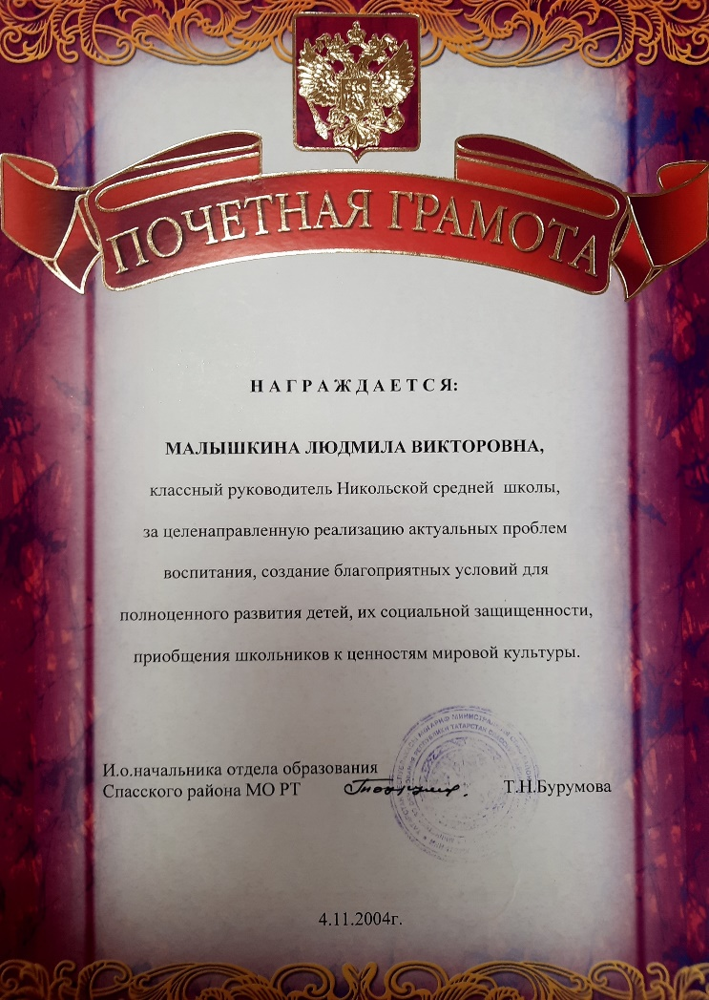 ПОЧЕТНАЯ ГРАМОТА
НАГРАЖДАЕТСЯ:
МАЛЫШКИНА ЛЮДМИЛА ВИКТОРОВНА,
классный руководитель Никольской средней школы,
за целенаправленную реализацию актуальных проблем
воспитания, создание благоприятных условий для
полноценного развития детей, их социальной защищенности,
приобщения школьников к ценностям мировой культуры.
И.о.начальника отдела образования
Спасского района МО РТ Т.Н.Бурумова
4.11.2004г.